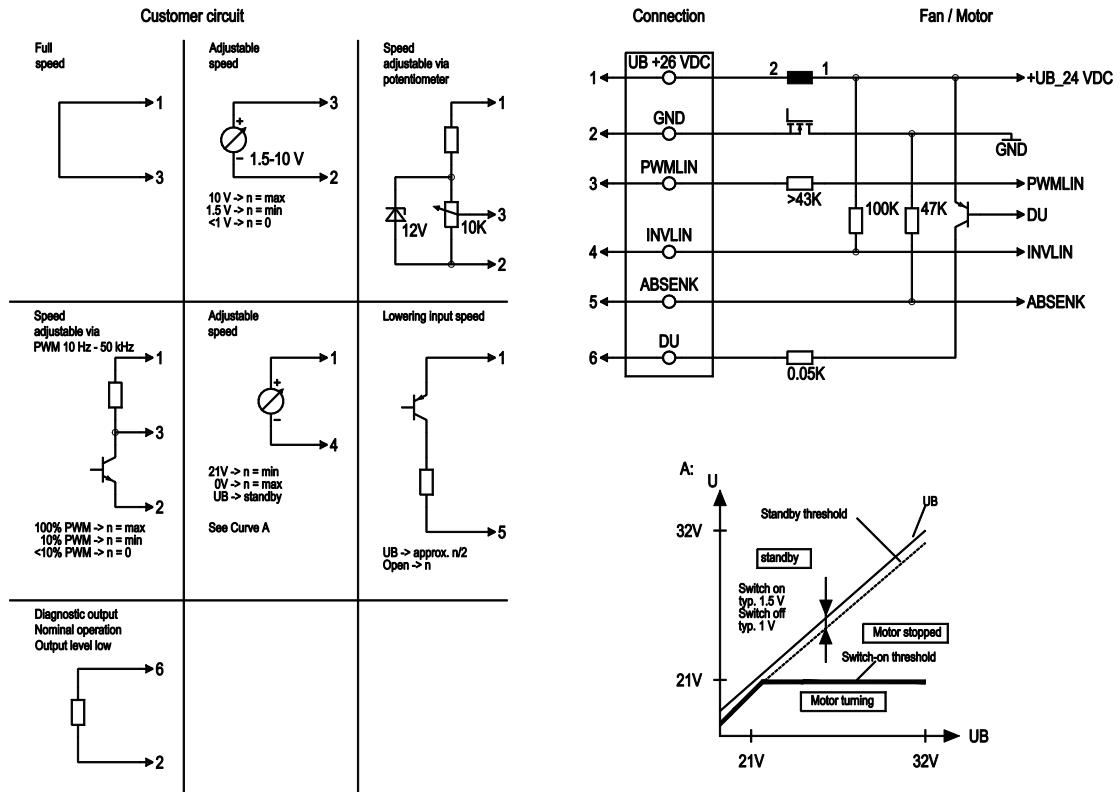 Customer circuit
Full
speed
1
3
Adjustable
speed
3
+
–
1.5-10 V
2
10 V -> n = max
1.5 V -> n = min
<1 V -> n = 0
Speed
adjustable via
potentiometer
1
12V
3
10K
2
Speed
adjustable via
PWM 10 Hz - 50 kHz
1
3
2
100% PWM -> n = max
10% PWM -> n = min
<10% PWM -> n = 0
Adjustable
speed
1
+
–
4
21V -> n = min
0V -> n = max
UB -> standby
See Curve A
Lowering input speed
1
5
UB -> approx. n/2
Open -> n
Diagnostic output
Nominal operation
Output level low
6
2
Connection
Fan / Motor
1
UB +26 VDC
2
1
+UB_24 VDC
2
GND
GND
3
PWMLIN
>43K
PWMLIN
100K
47K
DU
4
INVLIN
INVLIN
5
ABSENK
ABSENK
6
DU
0.05K
A:
U
32V
Standby threshold
UB
standby
Switch on
typ. 1.5 V
Switch off
typ. 1 V
Motor stopped
Switch-on threshold
21V
Motor turning
UB
21V
32V